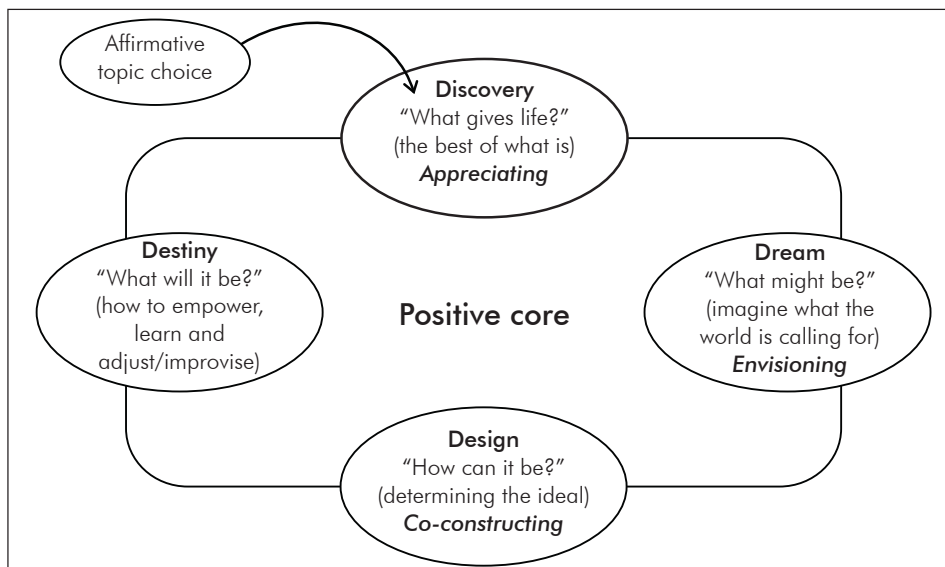 Affirmative
topic choice
Discovery
“What gives life?”
(the best of what is)
Appreciating
Destiny
“What will it be?”
(how to empower,
learn and
adjust/improvise)
Positive core
Dream
“What might be?”
(imagine what the
world is calling for)
Envisioning
Design
“How can it be?”
(determining the ideal)
Co-constructing